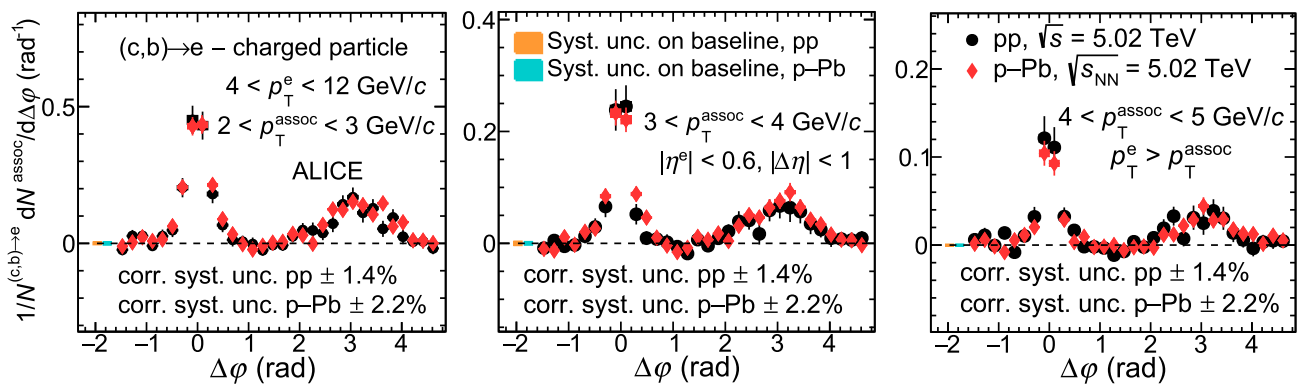 1/N^{(c,b)→e} dN^{assoc}/dΔφ (rad⁻¹)
0.5
0
(c,b)→e – charged particle
4 < p_T^e < 12 GeV/c
2 < p_T^{assoc} < 3 GeV/c
ALICE
corr. syst. unc. pp ± 1.4%
corr. syst. unc. p–Pb ± 2.2%
−2 −1 0 1 2 3 4
Δφ (rad)
0.4
0.2
0
Syst. unc. on baseline, pp
Syst. unc. on baseline, p–Pb
3 < p_T^{assoc} < 4 GeV/c
|η^e| < 0.6, |Δη| < 1
corr. syst. unc. pp ± 1.4%
corr. syst. unc. p–Pb ± 2.2%
−2 −1 0 1 2 3 4
Δφ (rad)
0.2
0.1
0
pp, √s = 5.02 TeV
p–Pb, √s_NN = 5.02 TeV
4 < p_T^{assoc} < 5 GeV/c
p_T^e > p_T^{assoc}
corr. syst. unc. pp ± 1.4%
corr. syst. unc. p–Pb ± 2.2%
−2 −1 0 1 2 3 4
Δφ (rad)